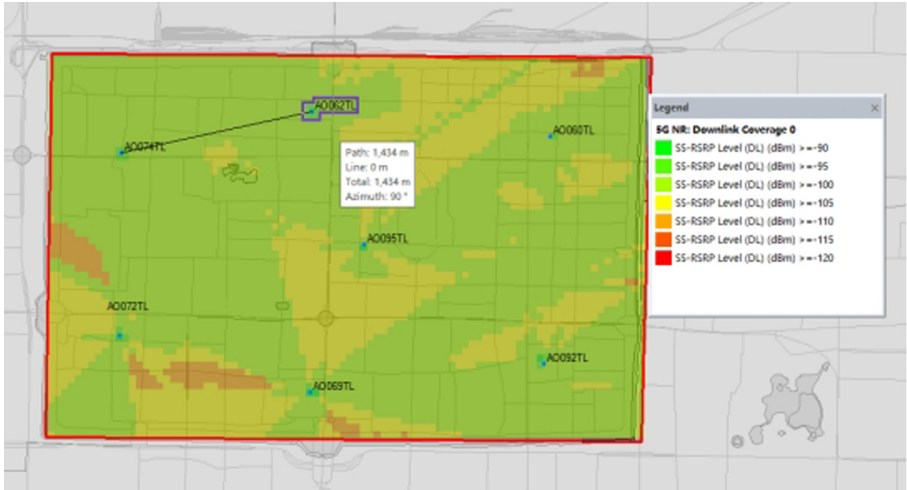 AO062TL
AO074TL
AO060TL
Path: 1,434 m
Line: 0 m
Total: 1,434 m
Azimuth: 90 °
AO095TL
AO072TL
AO092TL
AO069TL
Legend
5G NR: Downlink Coverage 0
SS-RSRP Level (DL) (dBm) >=-90
SS-RSRP Level (DL) (dBm) >=-95
SS-RSRP Level (DL) (dBm) >=-100
SS-RSRP Level (DL) (dBm) >=-105
SS-RSRP Level (DL) (dBm) >=-110
SS-RSRP Level (DL) (dBm) >=-115
SS-RSRP Level (DL) (dBm) >=-120